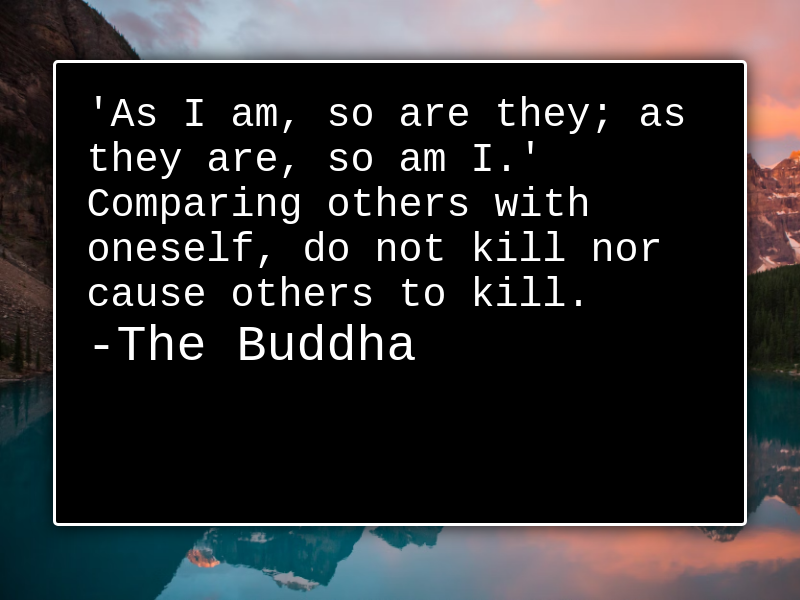 'As I am, so are they; as
they are, so am I.'
Comparing others with
oneself, do not kill nor
cause others to kill.
-The Buddha